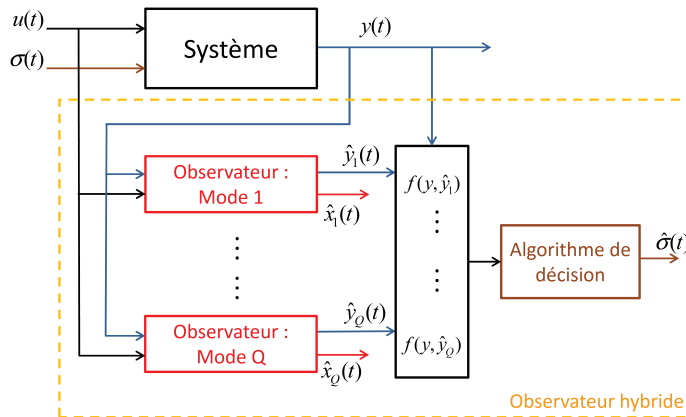 u(t)
σ(t)
Système
y(t)
Observateur :
Mode 1
ŷ₁(t)
x̂₁(t)
f(y, ŷ₁)
Algorithme de
décision
σ̂(t)
Observateur :
Mode Q
ŷ_Q(t)
x̂_Q(t)
f(y, ŷ_Q)
Observateur hybride